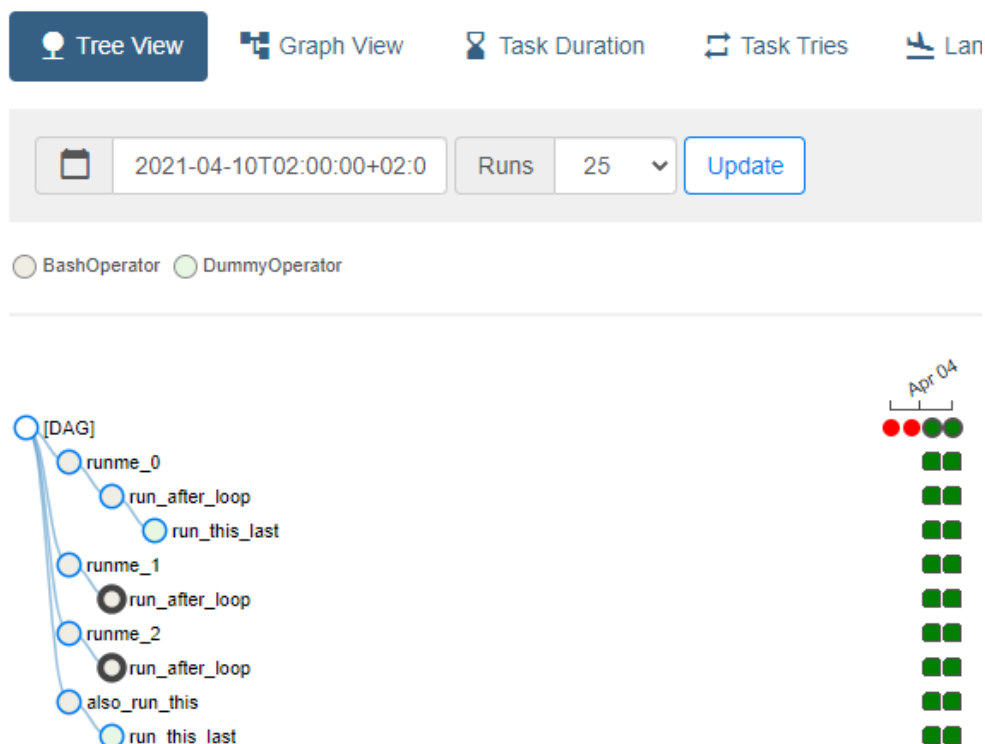 Tree View Graph View Task Duration Task Tries Lan
2021-04-10T02:00:00+02:0 Runs 25 Update
BashOperator DummyOperator
Apr 04
[DAG]
runme_0
run_after_loop
run_this_last
runme_1
run_after_loop
runme_2
run_after_loop
also_run_this
run_this_last